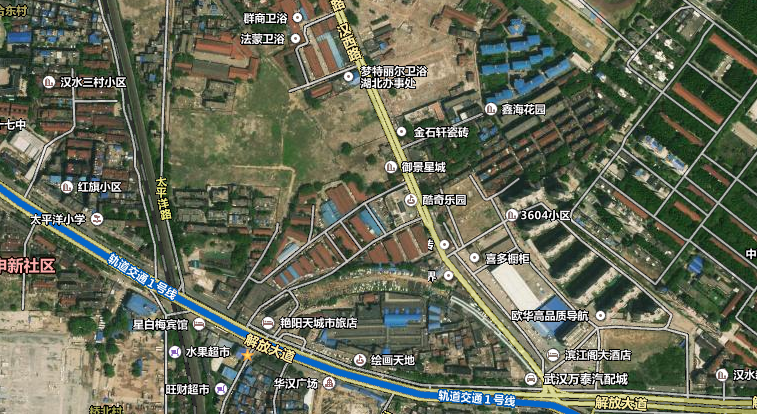 合东村
群商卫浴
法蒙卫浴
汉西路
梦特丽尔卫浴
湖北办事处
汉水三村小区
鑫海花园
十七中
金石轩瓷砖
御景星城
红旗小区
太平洋路
酷奇乐园
太平洋小学
3604小区
喜多橱柜
中新社区
轨道交通1号线
欧华高品质导航
星白梅宾馆
艳阳天城市旅店
解放大道
水果超市
绘画天地
滨江阁大酒店
华汉广场
武汉万泰汽配城
汉水
旺财超市
轨道交通1号线
解放大道